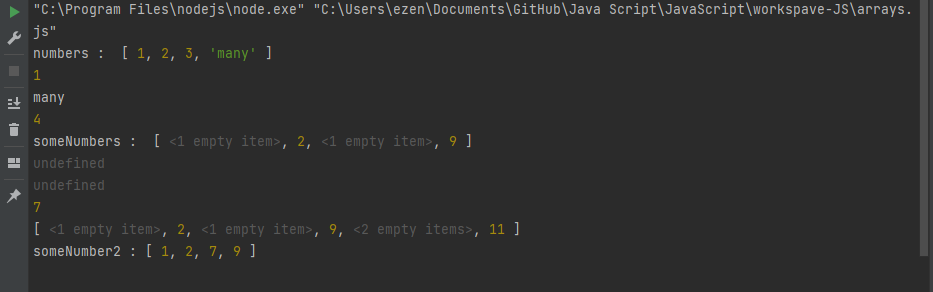 "C:\Program Files\nodejs\node.exe" "C:\Users\ezen\Documents\GitHub\Java Script\JavaScript\workspave-JS\arrays.
js"
numbers :  [ 1, 2, 3, 'many' ]
1
many
4
someNumbers :  [ <1 empty item>, 2, <1 empty item>, 9 ]
undefined
undefined
7
[ <1 empty item>, 2, <1 empty item>, 9, <2 empty items>, 11 ]
someNumber2 : [ 1, 2, 7, 9 ]